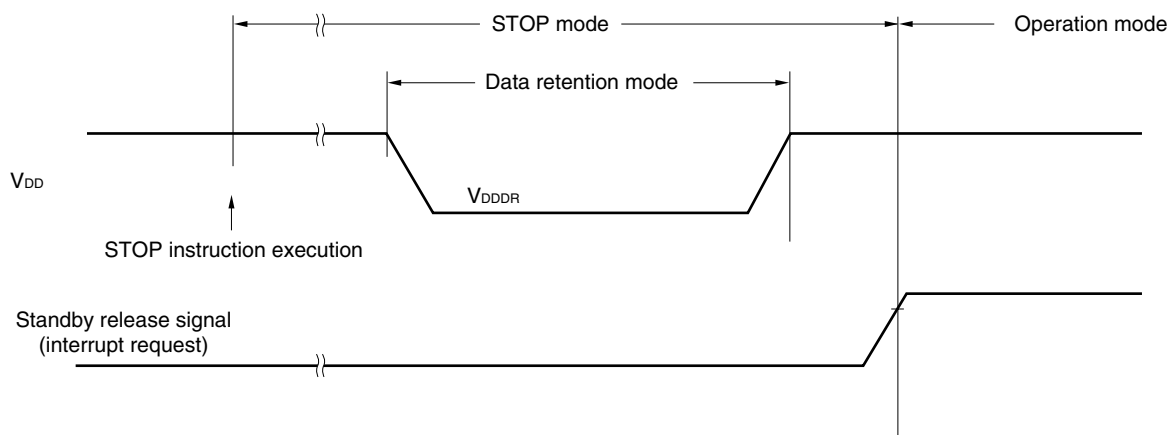 STOP mode
Operation mode
Data retention mode
VDD
VDDDR
STOP instruction execution
Standby release signal
(interrupt request)